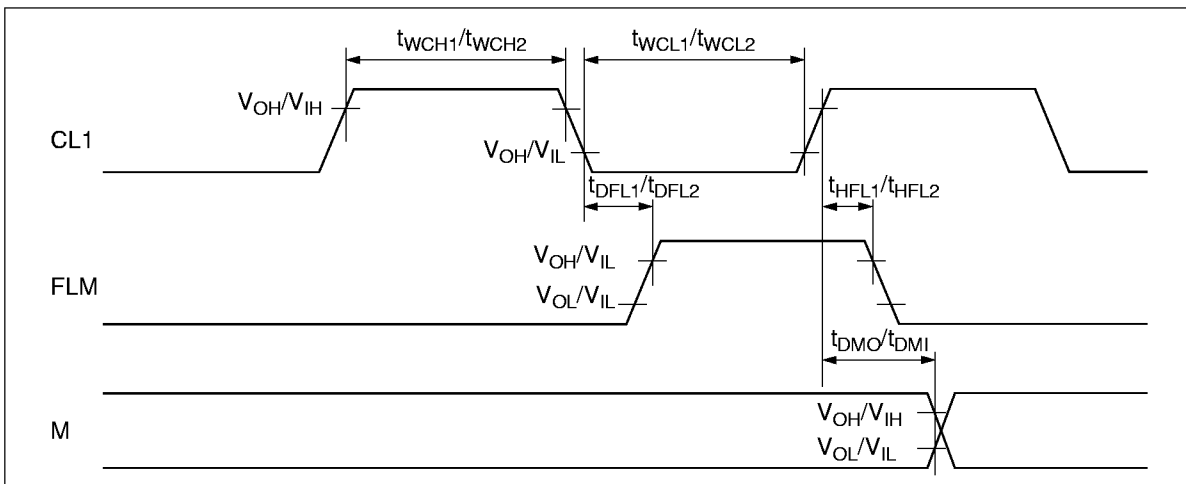 tWCH1/tWCH2
tWCL1/tWCL2
VOH/VIH
CL1
VOH/VIL
tDFL1/tDFL2
tHFL1/tHFL2
VOH/VIL
FLM
VOL/VIL
tDMO/tDMI
VOH/VIH
M
VOL/VIL